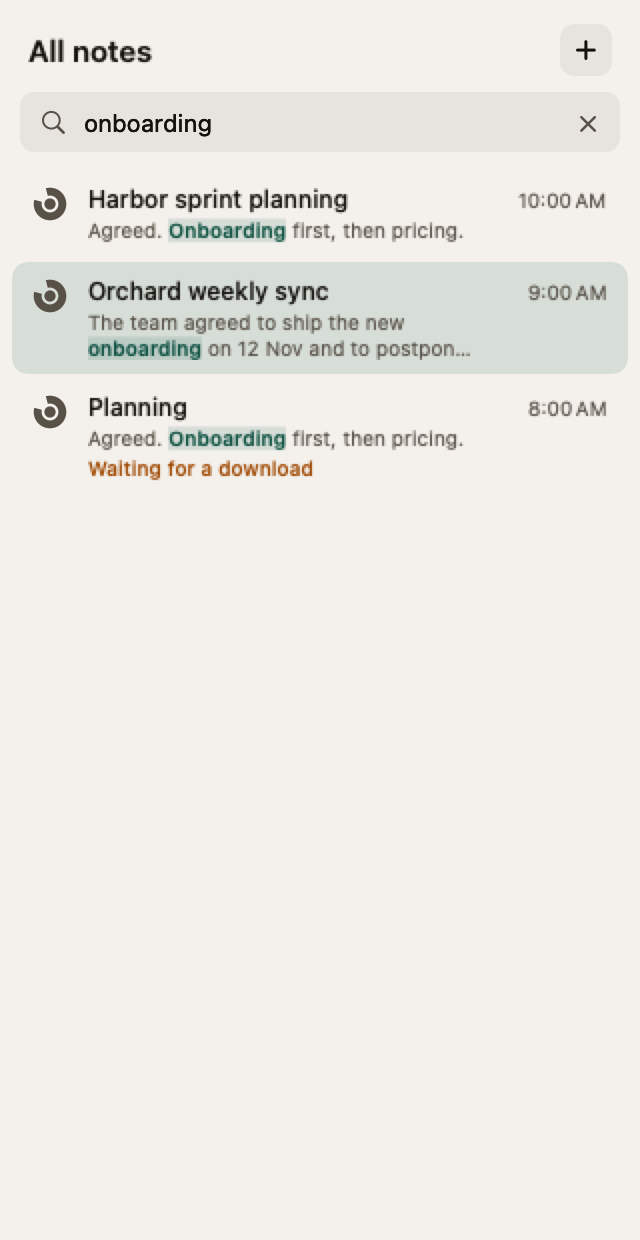 All notes
onboarding
Harbor sprint planning 10:00 AM
Agreed. Onboarding first, then pricing.
Orchard weekly sync 9:00 AM
The team agreed to ship the new
onboarding on 12 Nov and to postpon…
Planning 8:00 AM
Agreed. Onboarding first, then pricing.
Waiting for a download